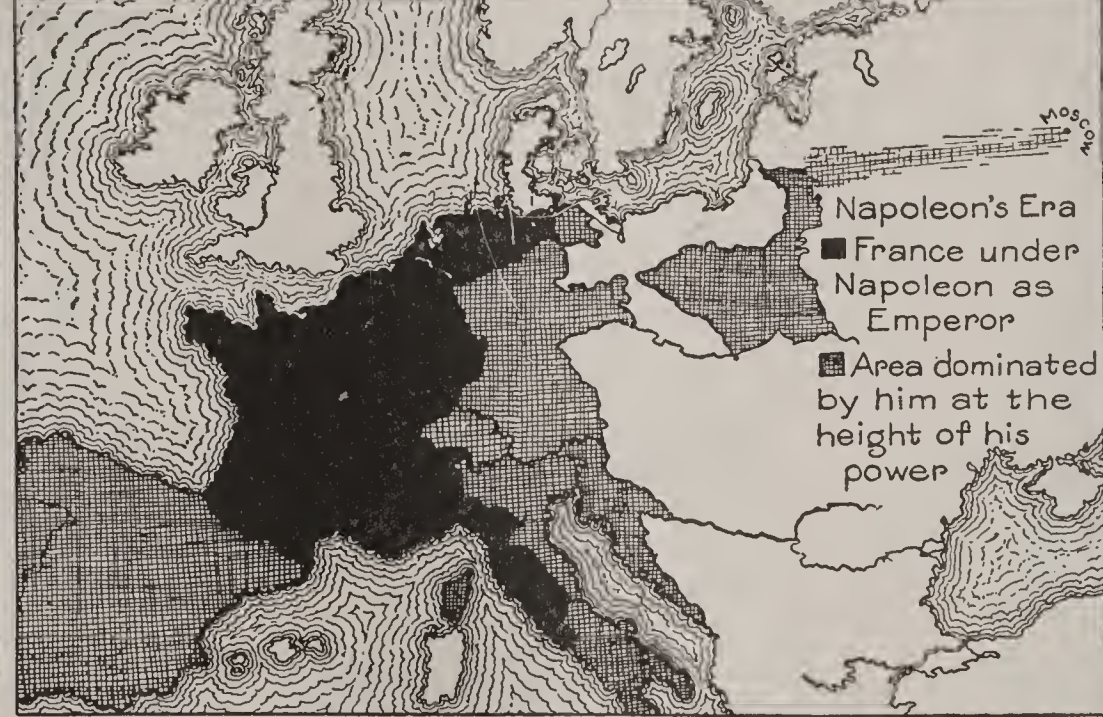 MOSCOW
Napoleon's Era
France under
Napoleon as
Emperor
Area dominated
by him at the
height of his
power